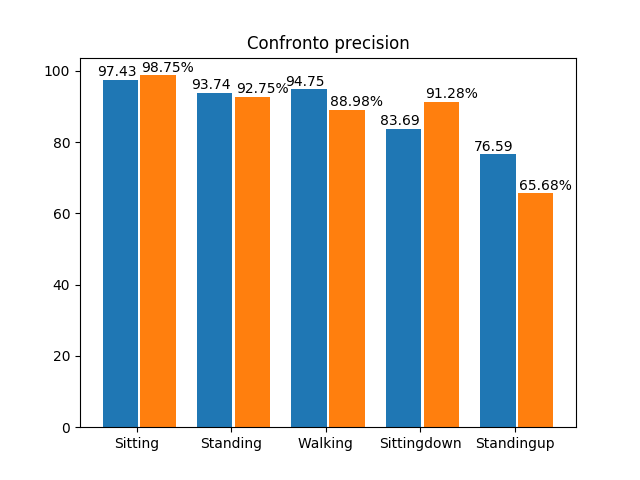 Confronto precision
100
80
60
40
20
0
97.43
98.75%
93.74
92.75%
94.75
88.98%
83.69
91.28%
76.59
65.68%
Sitting
Standing
Walking
Sittingdown
Standingup